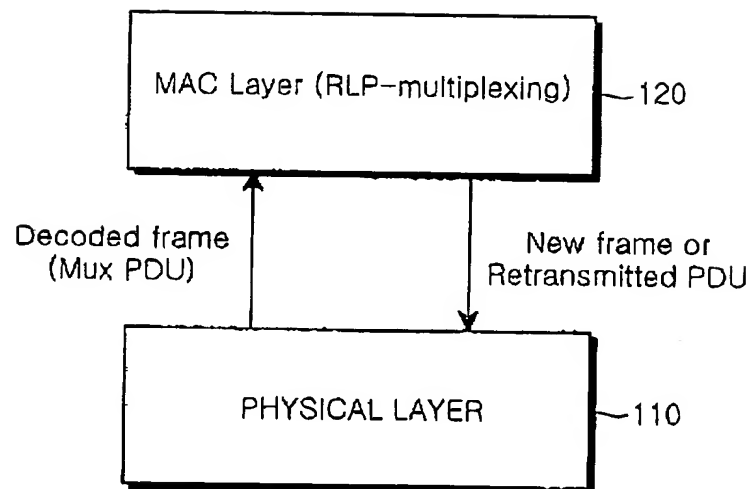 MAC Layer (RLP-multiplexing)
120
Decoded frame
(Mux PDU)
New frame or
Retransmitted PDU
PHYSICAL LAYER
110